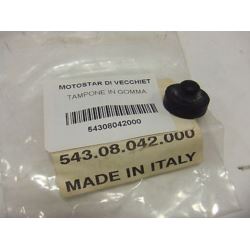 MOTOSTAR DI VECCHIET
TAMPONE IN GOMMA
54308042000
543.08.042.000
MADE IN ITALY